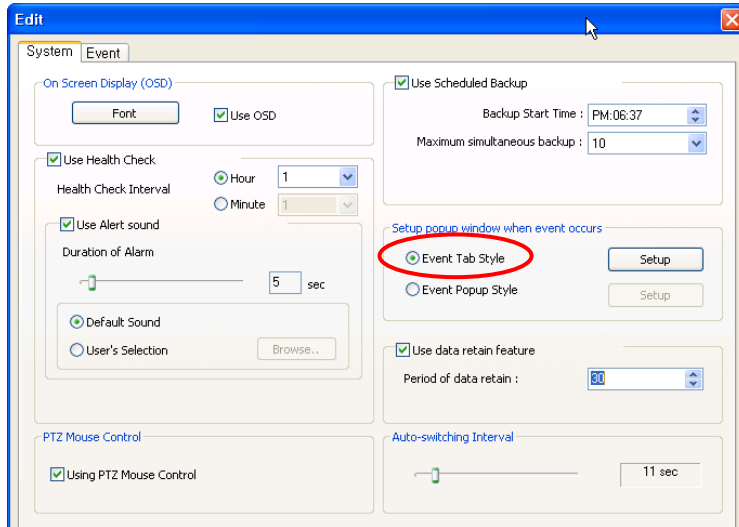 Edit
System
Event
On Screen Display (OSD)
Font
Use OSD
Use Health Check
Health Check Interval
Hour
1
Minute
1
Use Alert sound
Duration of Alarm
5
sec
Default Sound
User's Selection
Browse..
PTZ Mouse Control
Using PTZ Mouse Control
Use Scheduled Backup
Backup Start Time :
PM:06:37
Maximum simultaneous backup :
10
Setup popup window when event occurs
Event Tab Style
Setup
Event Popup Style
Setup
Use data retain feature
Period of data retain :
30
Auto-switching Interval
11 sec